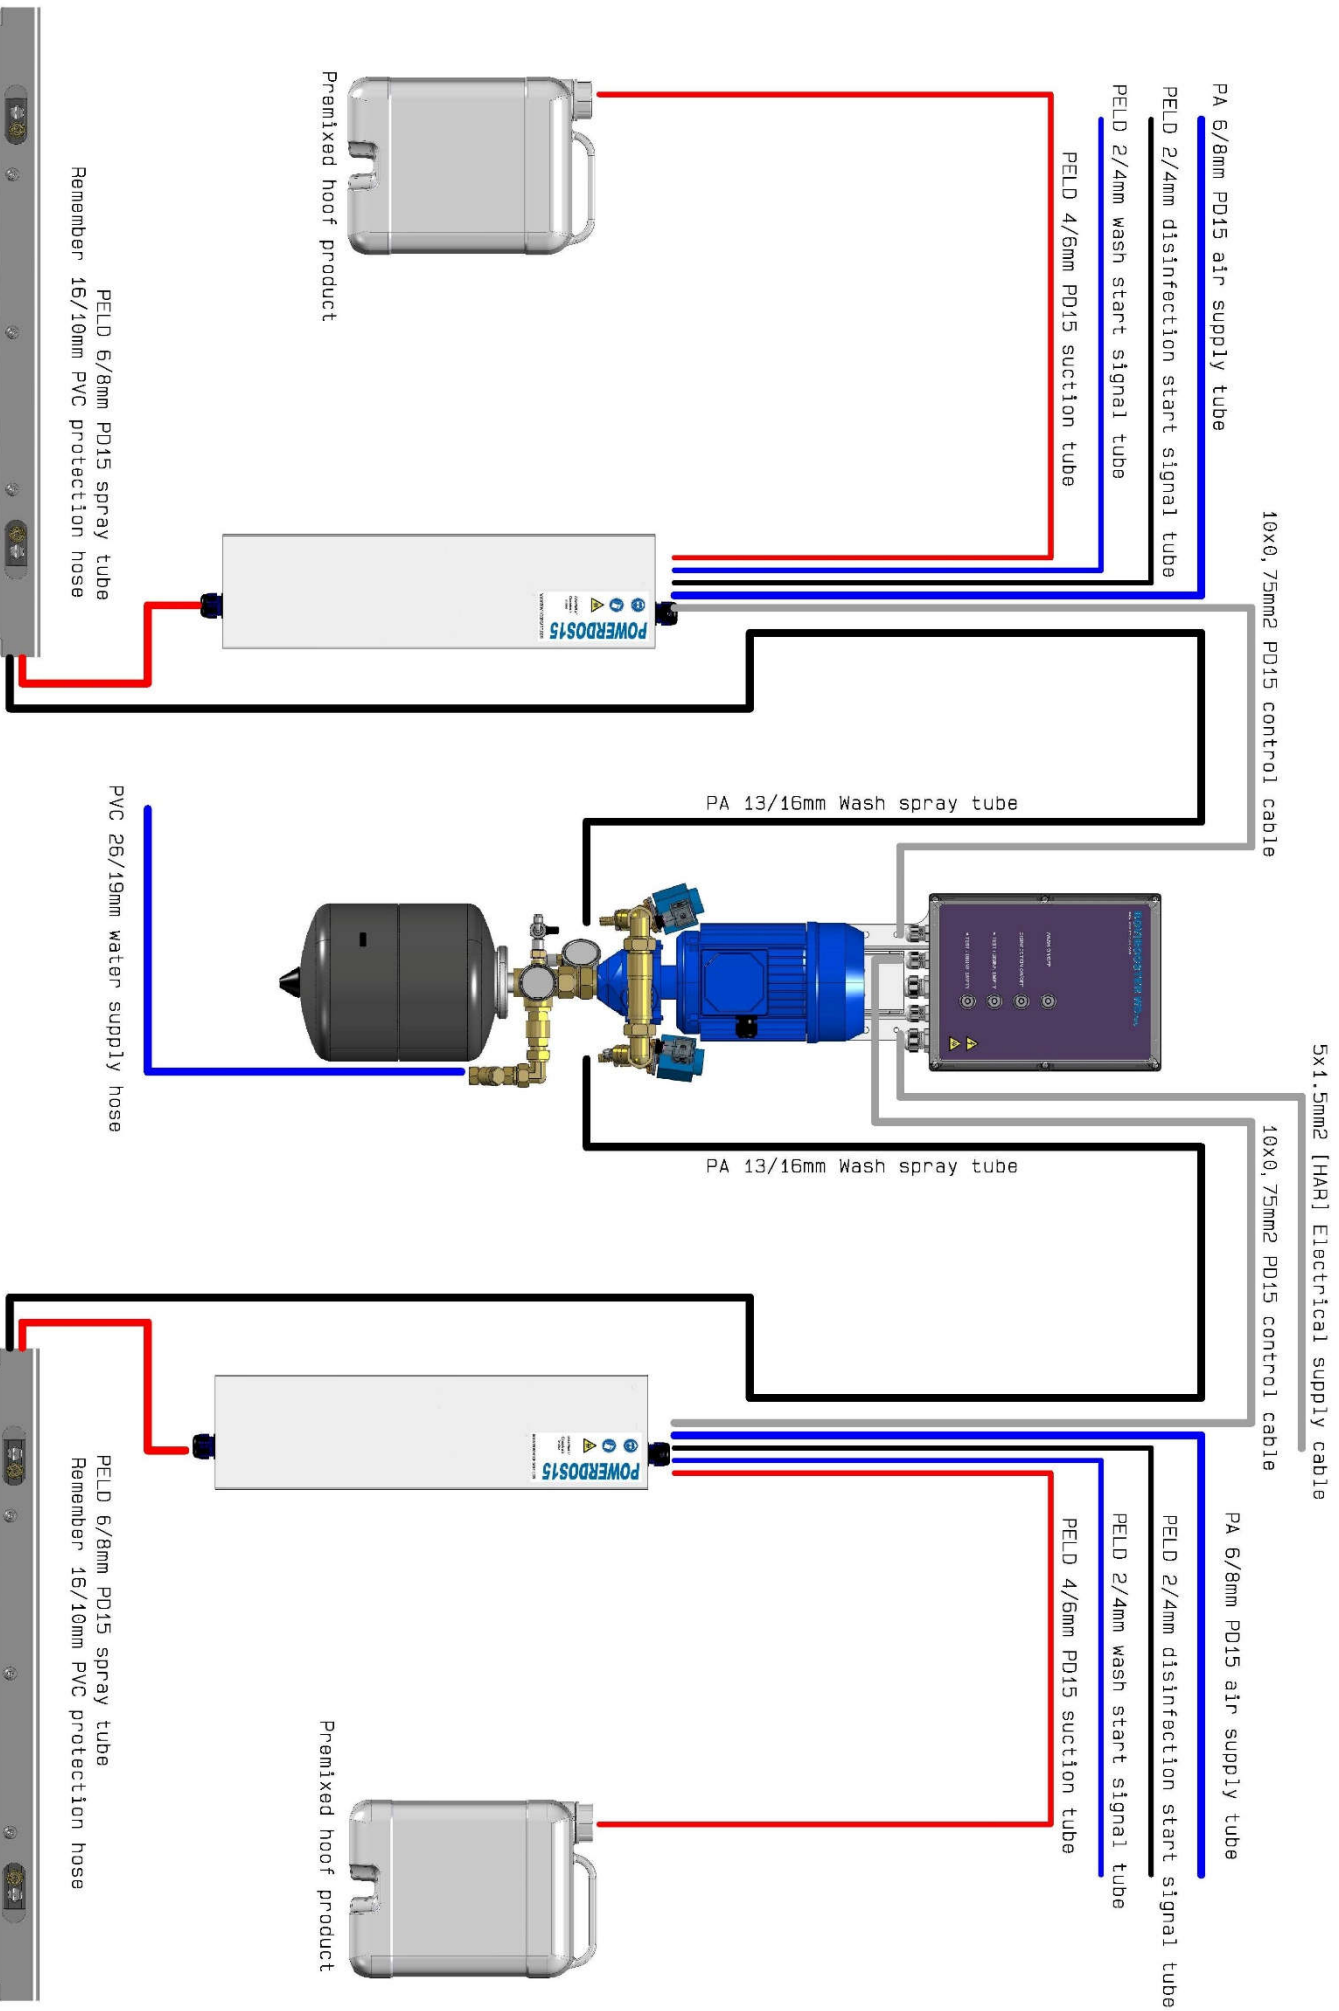 5x1.5mm2 [HAR] Electrical supply cable
10x0,75mm2 PD15 control cable
10x0,75mm2 PD15 control cable
PA 6/8mm PD15 air supply tube
PELD 2/4mm disinfection start signal tube
PELD 2/4mm wash start signal tube
PELD 4/6mm PD15 suction tube
PA 6/8mm PD15 air supply tube
PELD 2/4mm disinfection start signal tube
PELD 2/4mm wash start signal tube
PELD 4/6mm PD15 suction tube
PA 13/16mm Wash spray tube
PA 13/16mm Wash spray tube
POWERDOS15
POWERDOS15
Premixed hoof product
Premixed hoof product
PVC 26/19mm water supply hose
PELD 6/8mm PD15 spray tube
Remember 16/10mm PVC protection hose
PELD 6/8mm PD15 spray tube
Remember 16/10mm PVC protection hose